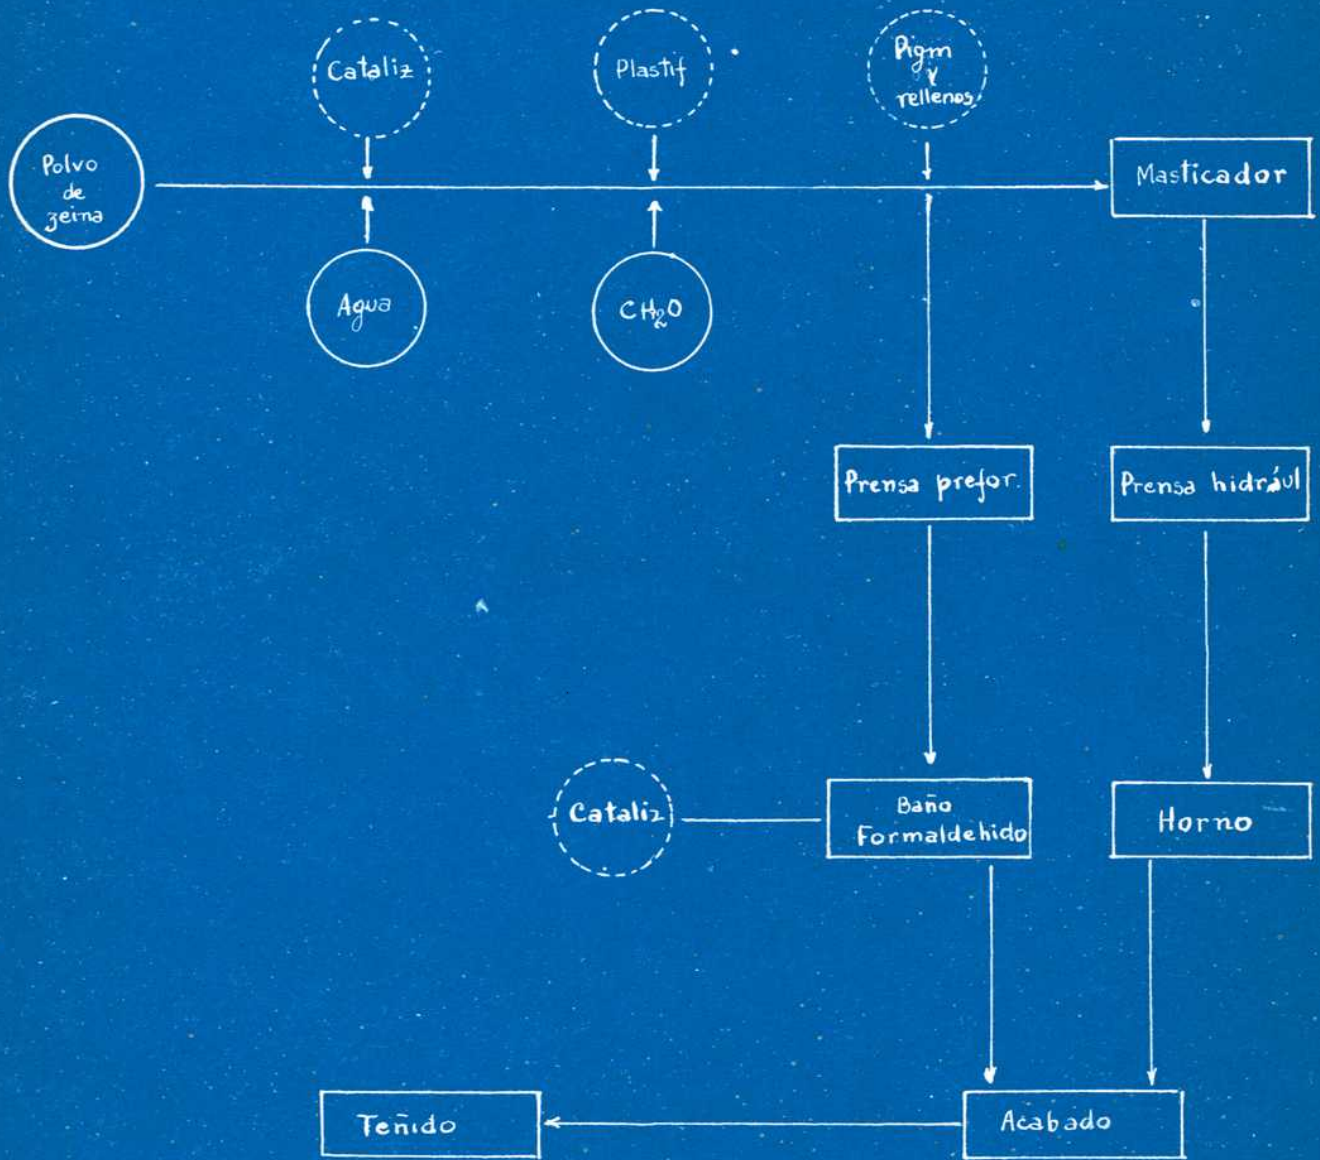 Cataliz
Plastif
Pigm
y
rellenos
Polvo
de
zeina
Masticador
Agua
CH₂O
Prensa prefor.
Prensa hidrául
Cataliz
Baño
Formaldehido
Horno
Teñido
Acabado